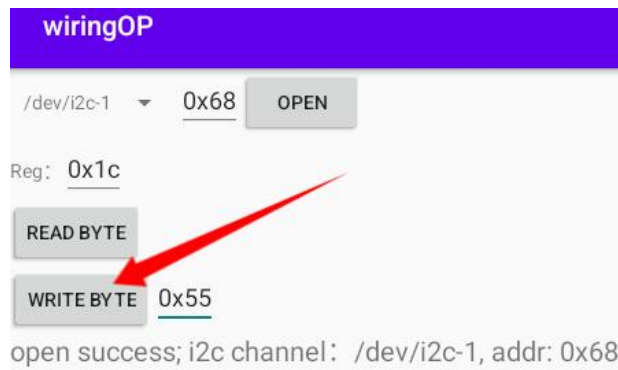 wiringOP
/dev/i2c-1 0x68 OPEN
Reg: 0x1c
READ BYTE
WRITE BYTE 0x55
open success; i2c channel：/dev/i2c-1, addr: 0x68